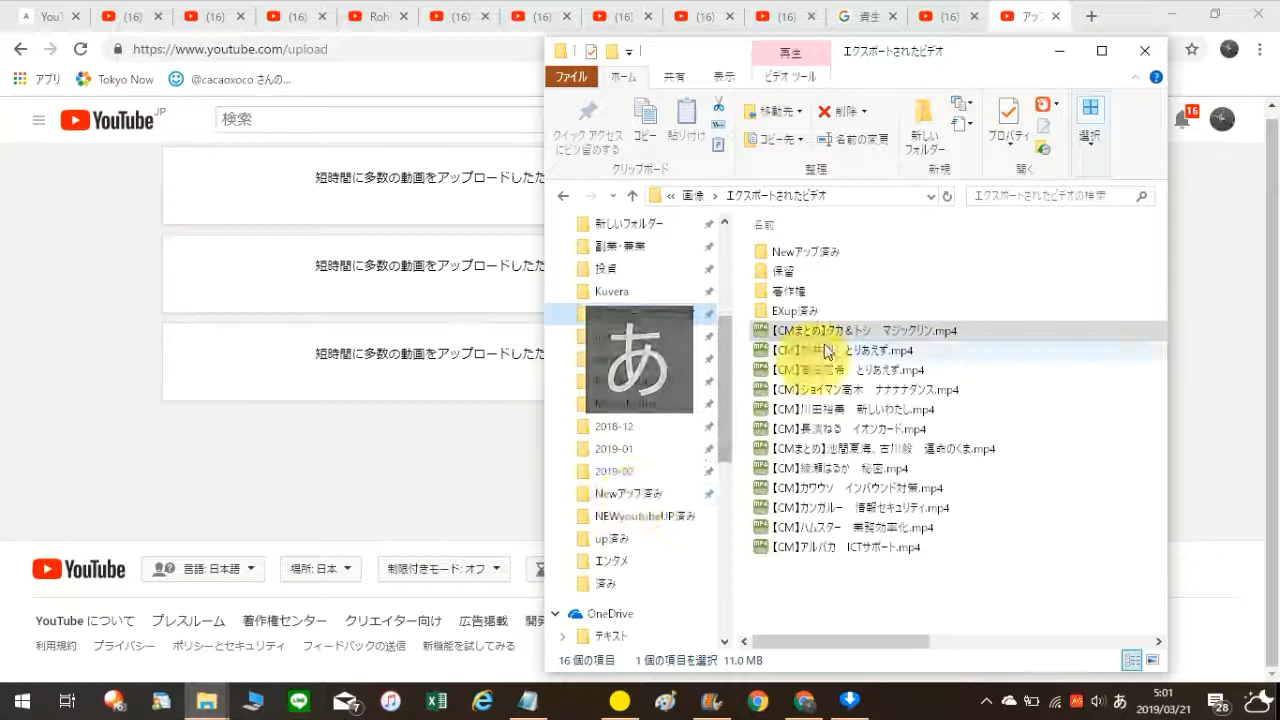 YouT
(16)
(16)
(16)
Roh
(16)
(16)
(16)
(16)
(16)
資生
(16)
アッ
https://www.youtube.com/upload
アプリ
Tokyo Now
@cacaoxoco さんの...
YouTube JP
検索
16
短時間に多数の動画をアップロードしたた
短時間に多数の動画をアップロードしたた
短時間に多数の動画をアップロードしたた
YouTube
言語: 日本語
場所: 日本
制限付きモード: オフ
YouTube について
プレスルーム
著作権センター
クリエイター向け
広告掲載
利用規約
プライバシー
ポリシーとセキュリティ
フィードバックの送信
新機能を試してみる
再生
エクスポートされたビデオ
ファイル
ホーム
共有
表示
ビデオ ツール
クイック アクセス
にピン留めする
コピー
貼り付け
クリップボード
移動先
コピー先
削除
名前の変更
整理
新しい
フォルダー
新規
プロパティ
開く
選択
« 画像 › エクスポートされたビデオ
エクスポートされたビデオの検索
新しいフォルダー
副業・兼業
投資
Kuvera
あ
2018-12
2019-01
2019-02
Newアップ済み
NEWyoutubeUP済み
up済み
エンタメ
済み
OneDrive
テキスト
名前
Newアップ済み
保留
著作権
EXup済み
【CMまとめ】タカ＆トシ　マジックリン.mp4
とりあえず.mp4
とりあえず.mp4
【CM】ジョイマン高木　ナナナナダンス.mp4
【CM】川田裕美　新しいわたし.mp4
【CM】長濱ねる　イオンカード.mp4
【CMまとめ】池間夏海、古川毅　運命のくま.mp4
【CM】綾瀬はるか　秘密.mp4
【CM】カワウソ　インバウンド対策.mp4
【CM】カンガルー　情報セキュリティ.mp4
【CM】ハムスター　業務効率化.mp4
【CM】アルパカ　ICTサポート.mp4
16 個の項目
1 個の項目を選択 11.0 MB
7
あ
5:01
2019/03/21
28